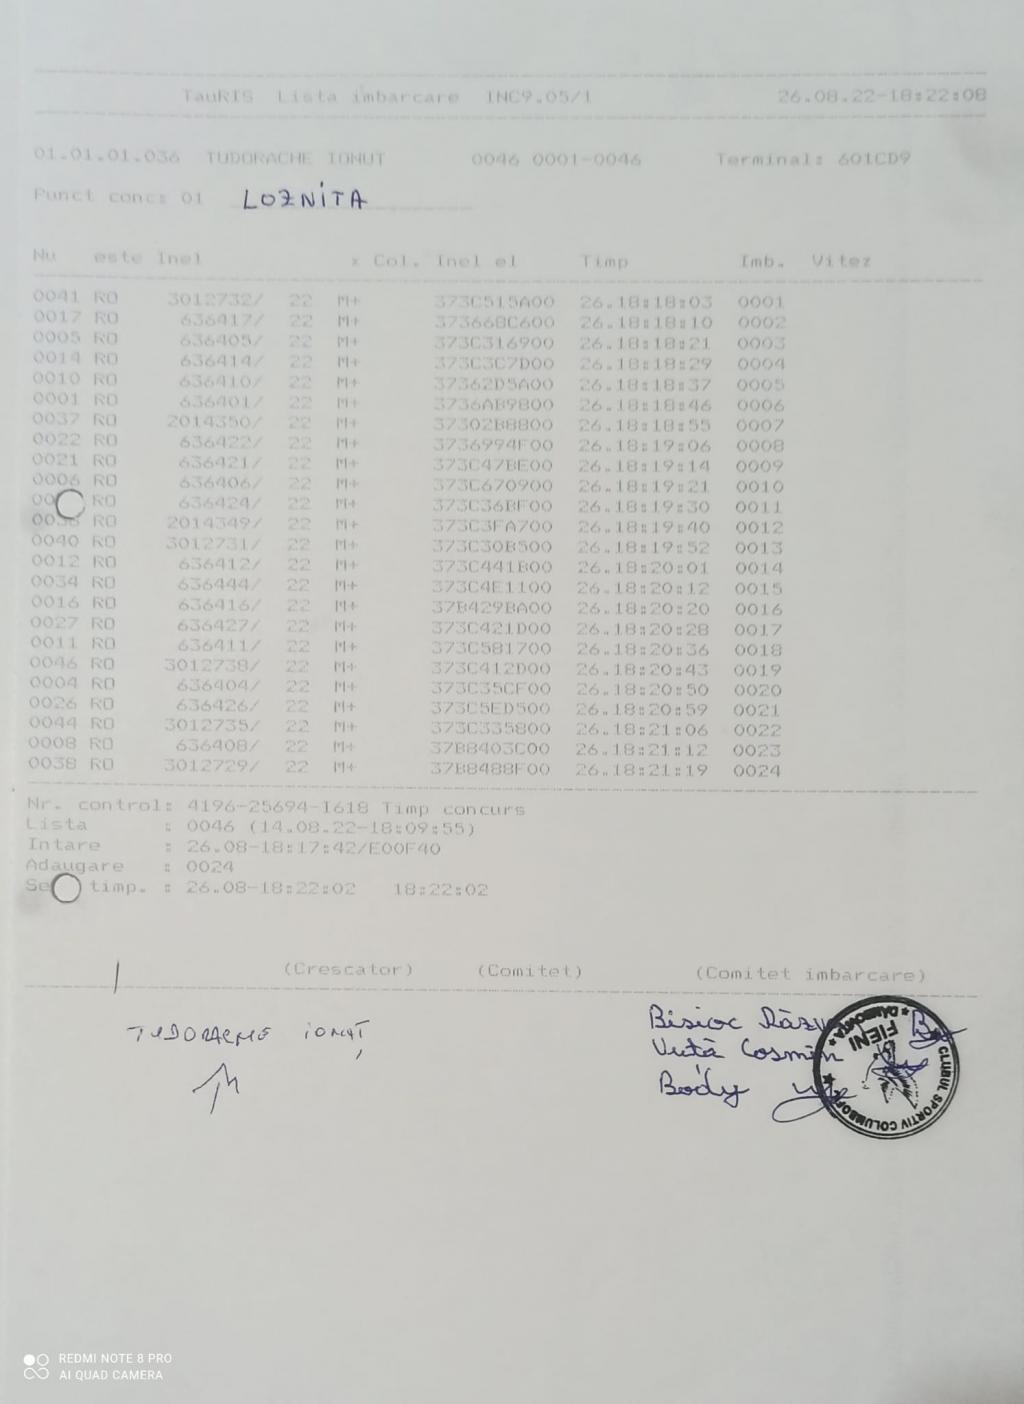 TauRIS Lista imbarcare INC9.05/1 26.08.22-18:22:08
01.01.01.036 TUDORACHE IONUT 0046 0001-0046 Terminal: 601CD9
Punct conc: 01 LOZNITA
Nu este Inel x Col. Inel el Timp Imb. Vitez
0041 RO 3012732/ 22 M+ 373C515A00 26.18:18:03 0001
0017 RO 636417/ 22 M+ 373668C600 26.18:18:10 0002
0005 RO 636405/ 22 M+ 373C316900 26.18:18:21 0003
0014 RO 636414/ 22 M+ 373C3C7D00 26.18:18:29 0004
0010 RO 636410/ 22 M+ 37362D5A00 26.18:18:37 0005
0001 RO 636401/ 22 M+ 3736AB9800 26.18:18:46 0006
0037 RO 2014350/ 22 M+ 37302B8800 26.18:18:55 0007
0022 RO 636422/ 22 M+ 3736994F00 26.18:19:06 0008
0021 RO 636421/ 22 M+ 373C47BE00 26.18:19:14 0009
0006 RO 636406/ 22 M+ 373C670900 26.18:19:21 0010
00 RO 636424/ 22 M+ 373C36BF00 26.18:19:30 0011
RO 2014349/ 22 M+ 373C3FA700 26.18:19:40 0012
0040 RO 3012731/ 22 M+ 373C30B500 26.18:19:52 0013
0012 RO 636412/ 22 M+ 373C441B00 26.18:20:01 0014
0034 RO 636444/ 22 M+ 373C4E1100 26.18:20:12 0015
0016 RO 636416/ 22 M+ 37B429BA00 26.18:20:20 0016
0027 RO 636427/ 22 M+ 373C421D00 26.18:20:28 0017
0011 RO 636411/ 22 M+ 373C581700 26.18:20:36 0018
0046 RO 3012738/ 22 M+ 373C412D00 26.18:20:43 0019
0004 RO 636404/ 22 M+ 373C35CF00 26.18:20:50 0020
0026 RO 636426/ 22 M+ 373C5ED500 26.18:20:59 0021
0044 RO 3012735/ 22 M+ 373C335800 26.18:21:06 0022
0008 RO 636408/ 22 M+ 37B8403C00 26.18:21:12 0023
0038 RO 3012729/ 22 M+ 37B8488F00 26.18:21:19 0024
Nr. control: 4196-25694-1618 Timp concurs
Lista : 0046 (14.08.22-18:09:55)
Intare : 26.08-18:17:42/E00F40
Adaugare : 0024
Se timp. : 26.08-18:22:02 18:22:02
(Crescator) (Comitet) (Comitet imbarcare)
TUDORACHE IONUȚ
Bisioc
Vută Cosmin
Body
CLUBUL SPORTIV COLUMBOFIL
FIENI
DAMBOVITA
REDMI NOTE 8 PRO
AI QUAD CAMERA